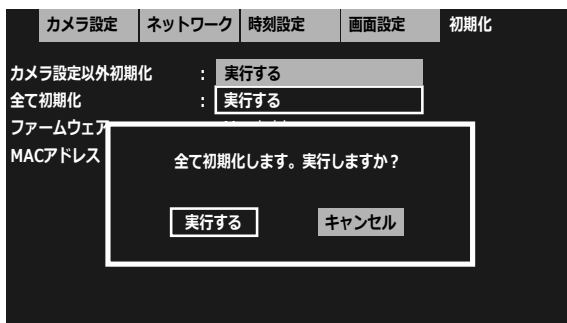 カメラ設定 ネットワーク 時刻設定 画面設定 初期化
カメラ設定以外初期化 : 実行する
全て初期化 : 実行する
ファームウェア
MACアドレス
全て初期化します。実行しますか？
実行する キャンセル